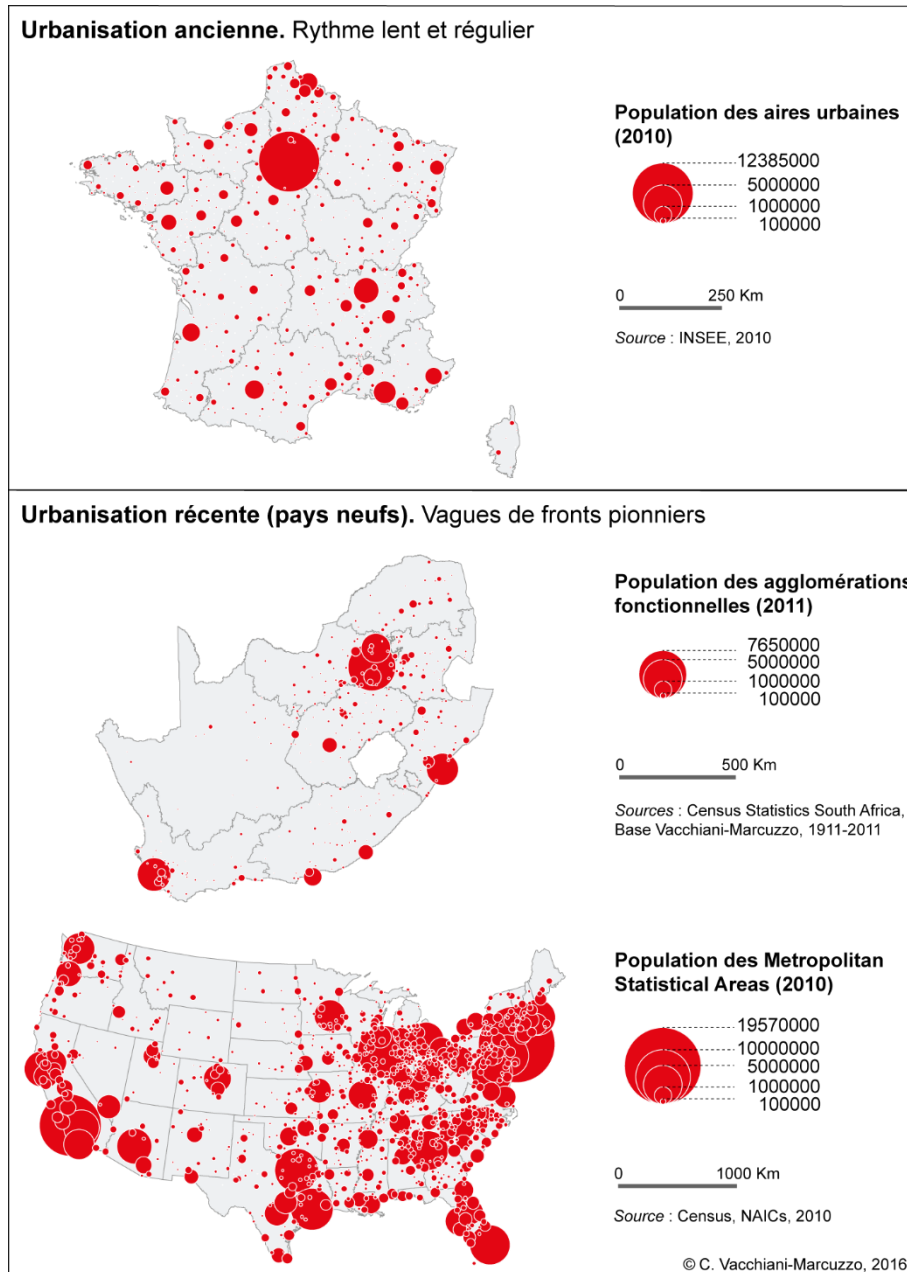 Urbanisation ancienne. Rythme lent et régulier
Population des aires urbaines
(2010)
12385000
5000000
1000000
100000
0 250 Km
Source : INSEE, 2010
Urbanisation récente (pays neufs). Vagues de fronts pionniers
Population des agglomérations
fonctionnelles (2011)
7650000
5000000
1000000
100000
0 500 Km
Sources : Census Statistics South Africa,
Base Vacchiani-Marcuzzo, 1911-2011
Population des Metropolitan
Statistical Areas (2010)
19570000
10000000
5000000
1000000
100000
0 1000 Km
Source : Census, NAICs, 2010
© C. Vacchiani-Marcuzzo, 2016